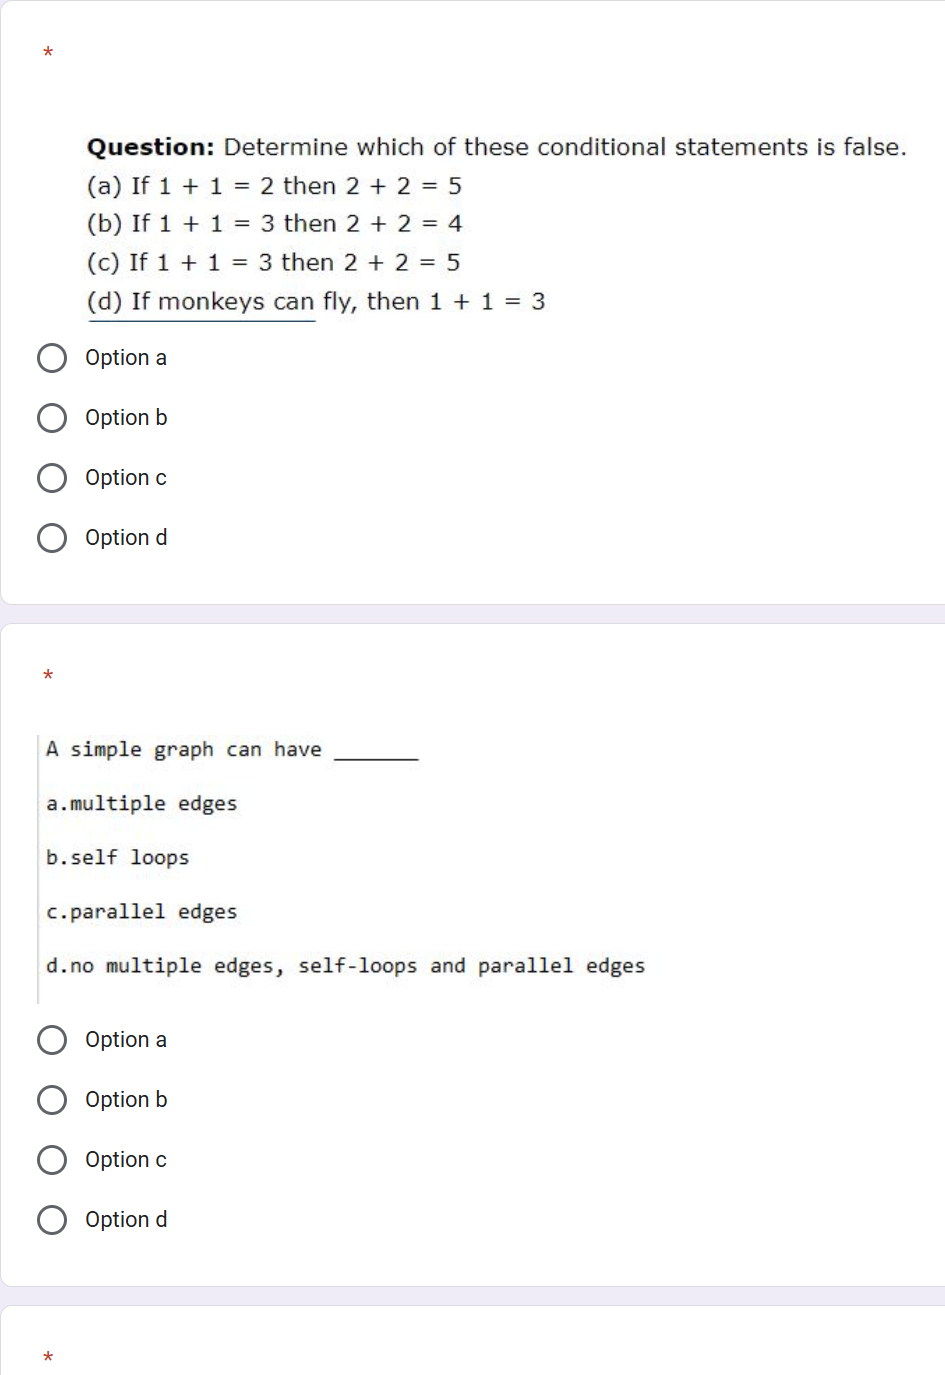 *
Question: Determine which of these conditional statements is false.
(a) If 1 + 1 = 2 then 2 + 2 = 5
(b) If 1 + 1 = 3 then 2 + 2 = 4
(c) If 1 + 1 = 3 then 2 + 2 = 5
(d) If monkeys can fly, then 1 + 1 = 3
Option a
Option b
Option c
Option d
*
A simple graph can have _______
a.multiple edges
b.self loops
c.parallel edges
d.no multiple edges, self-loops and parallel edges
Option a
Option b
Option c
Option d
*